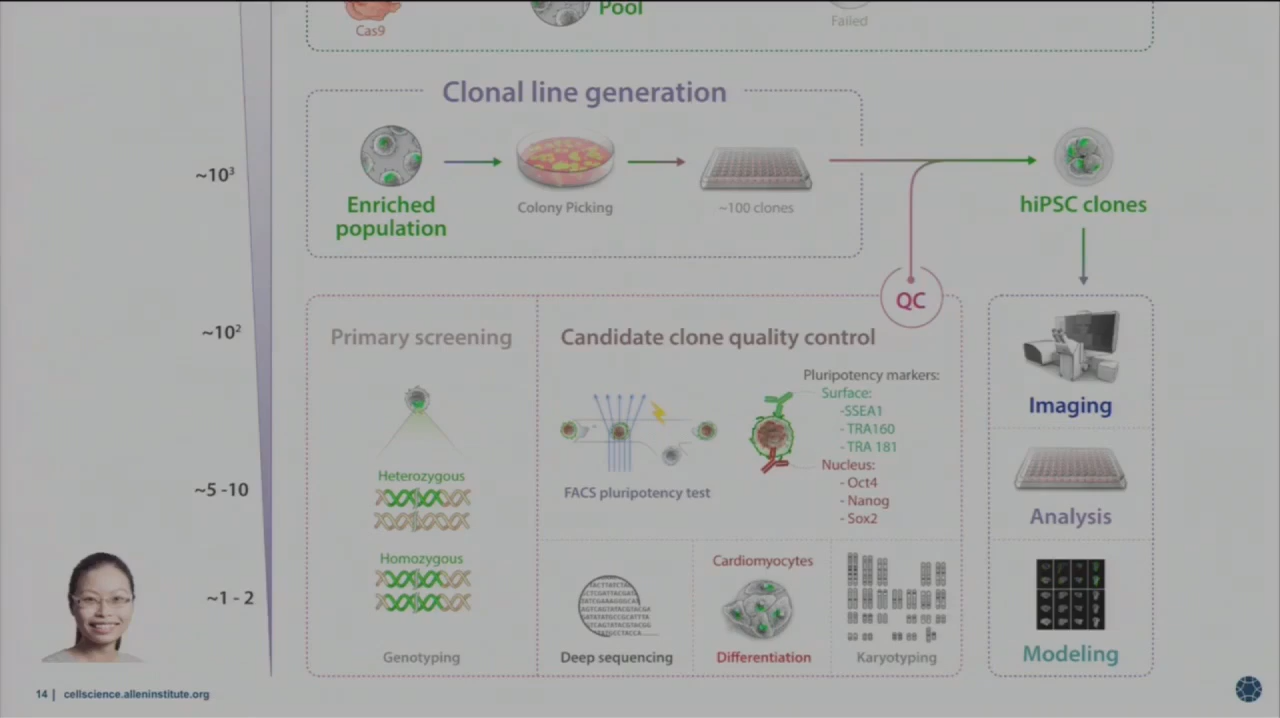 Cas9
Pool
Failed
Clonal line generation
~10³
Enriched
population
Colony Picking
~100 clones
hiPSC clones
QC
~10²
Primary screening
Candidate clone quality control
Pluripotency markers:
Surface:
-SSEA1
- TRA160
- TRA 181
Nucleus:
- Oct4
- Nanog
- Sox2
Imaging
Heterozygous
FACS pluripotency test
~5 -10
Analysis
Homozygous
Cardiomyocytes
~1 - 2
Genotyping
Deep sequencing
Differentiation
Karyotyping
Modeling
14 | cellscience.alleninstitute.org